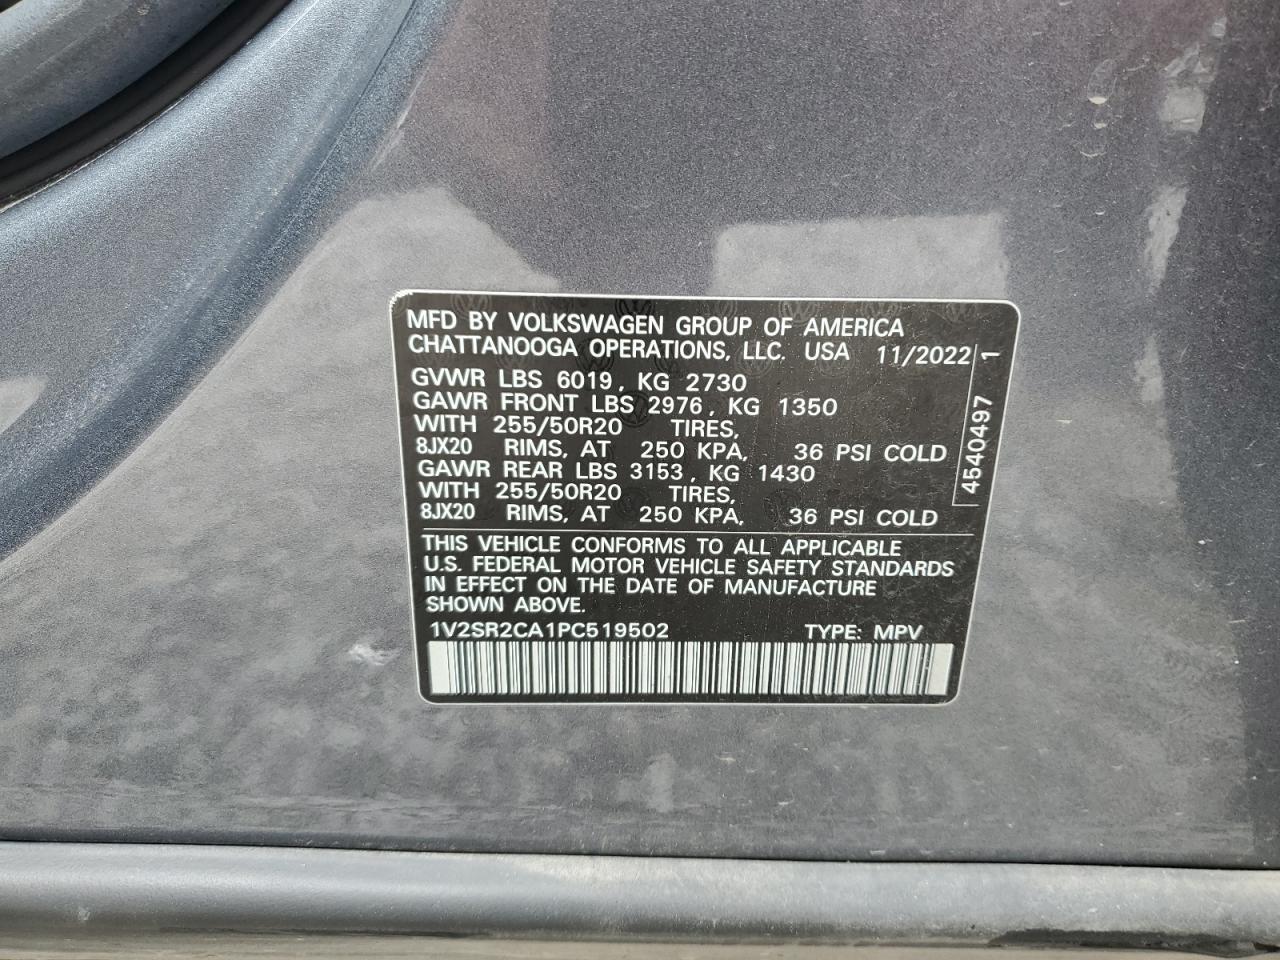 MFD BY VOLKSWAGEN GROUP OF AMERICA
CHATTANOOGA OPERATIONS, LLC. USA 11/2022
GVWR LBS 6019, KG 2730
GAWR FRONT LBS 2976, KG 1350
WITH 255/50R20 TIRES,
8JX20 RIMS, AT 250 KPA, 36 PSI COLD
GAWR REAR LBS 3153, KG 1430
WITH 255/50R20 TIRES,
8JX20 RIMS, AT 250 KPA, 36 PSI COLD
4540497 1
THIS VEHICLE CONFORMS TO ALL APPLICABLE
U.S. FEDERAL MOTOR VEHICLE SAFETY STANDARDS
IN EFFECT ON THE DATE OF MANUFACTURE
SHOWN ABOVE.
1V2SR2CA1PC519502 TYPE: MPV